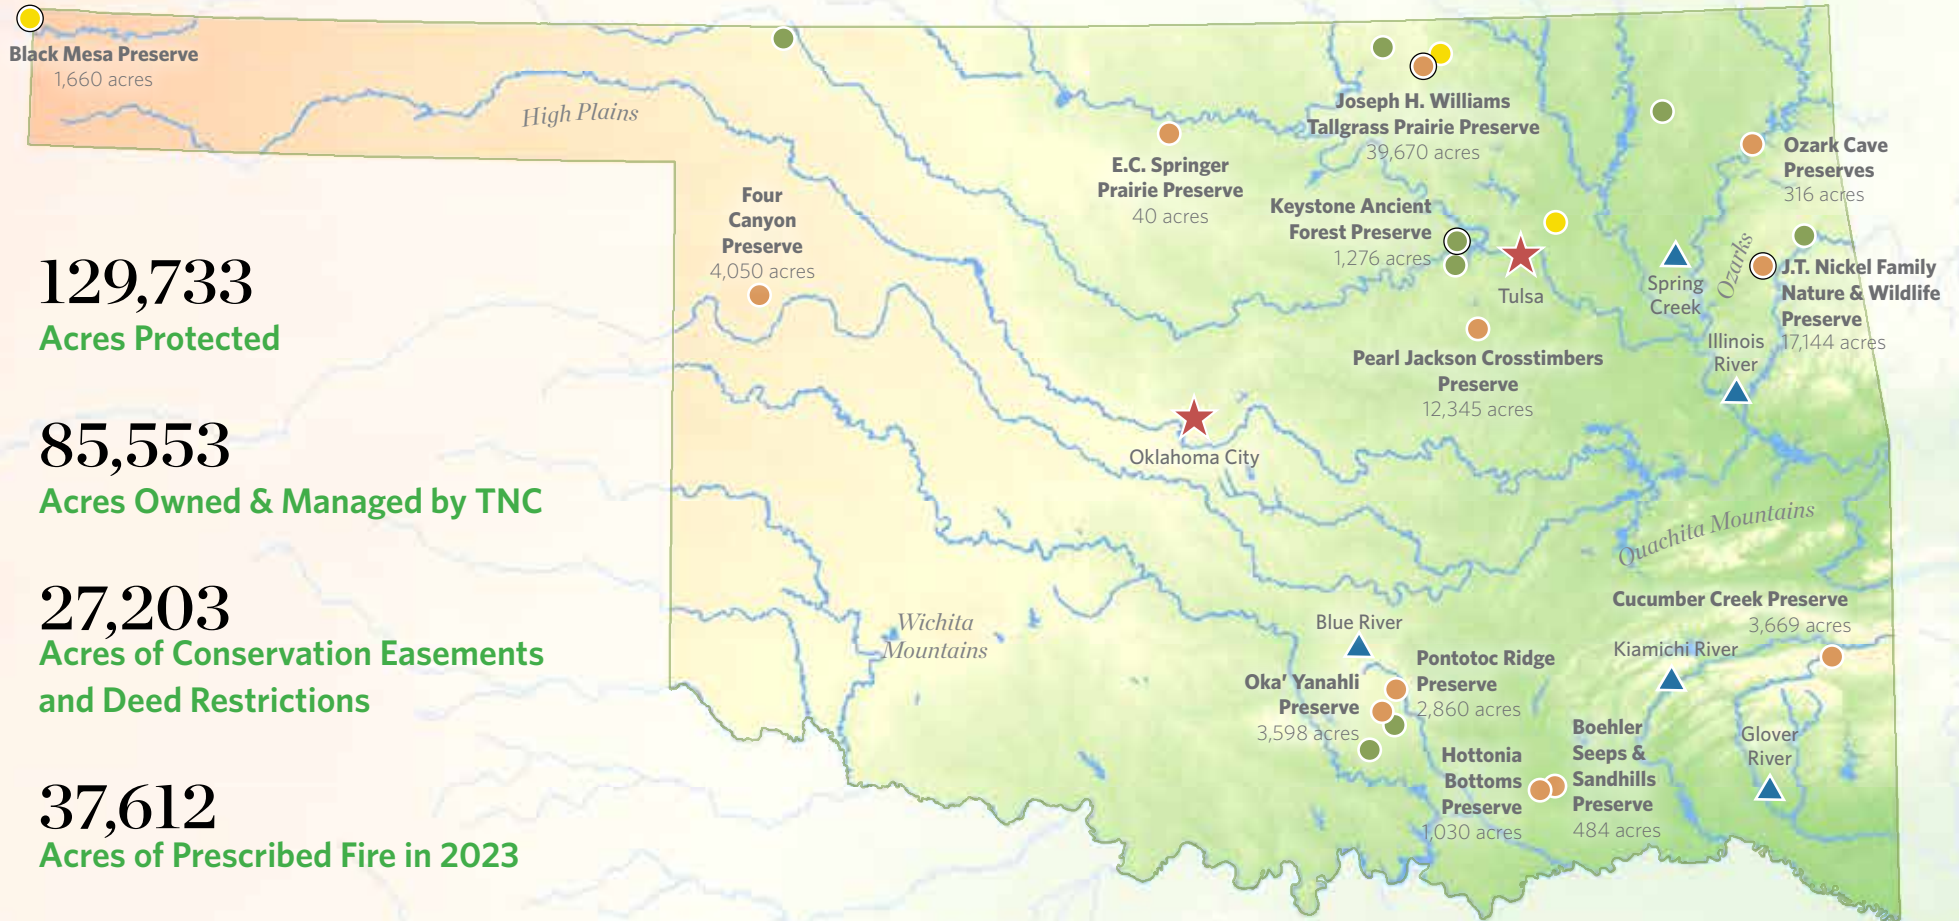 Black Mesa Preserve
1,660 acres
High Plains
Four
Canyon
Preserve
4,050 acres
E.C. Springer
Prairie Preserve
40 acres
Joseph H. Williams
Tallgrass Prairie Preserve
39,670 acres
Keystone Ancient
Forest Preserve
1,276 acres
Tulsa
Ozark Cave
Preserves
316 acres
Spring
Creek
Ozarks
J.T. Nickel Family
Nature & Wildlife
Preserve
17,144 acres
Illinois
River
Pearl Jackson Crosstimbers
Preserve
12,345 acres
Oklahoma City
129,733
Acres Protected
85,553
Acres Owned & Managed by TNC
27,203
Acres of Conservation Easements
and Deed Restrictions
37,612
Acres of Prescribed Fire in 2023
Ouachita Mountains
Wichita
Mountains
Blue River
Pontotoc Ridge
Preserve
2,860 acres
Oka’ Yanahli
Preserve
3,598 acres
Cucumber Creek Preserve
3,669 acres
Kiamichi River
Hottonia
Bottoms
Preserve
1,030 acres
Boehler
Seeps &
Sandhills
Preserve
484 acres
Glover
River